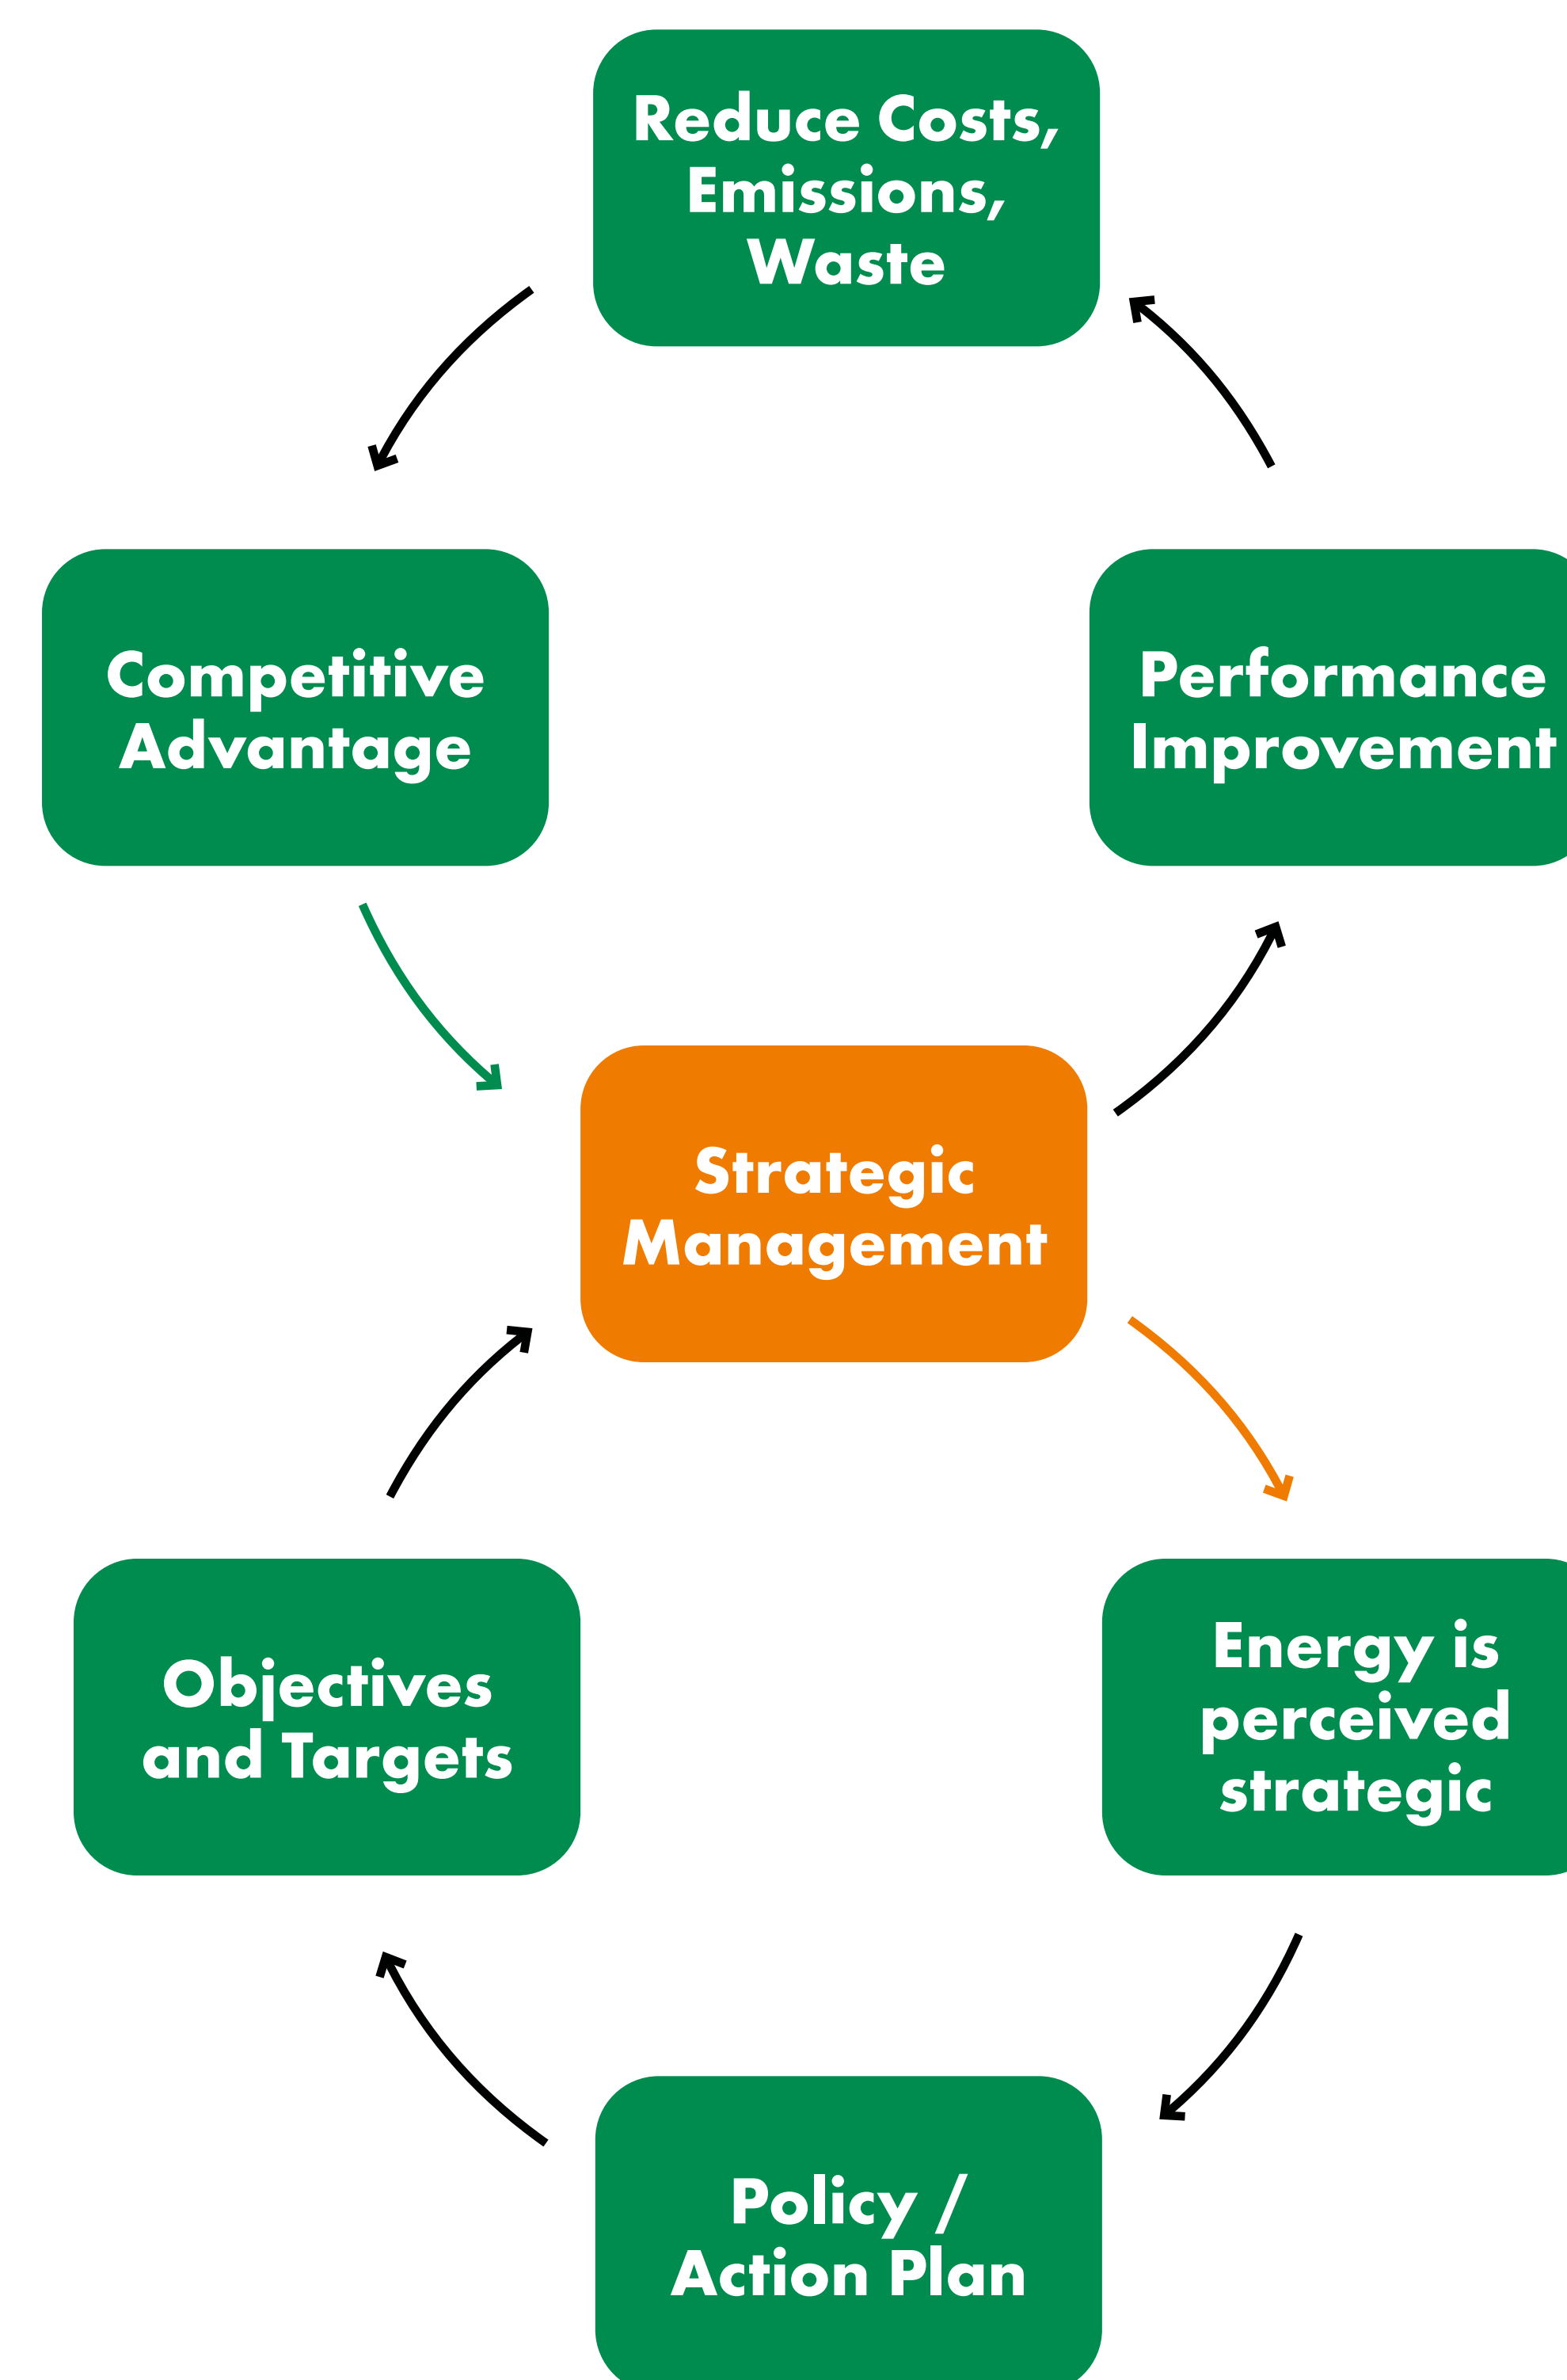 Reduce Costs,
Emissions,
Waste
Competitive
Advantage
Performance
Improvement
Strategic
Management
Objectives
and Targets
Energy is
perceived
strategic
Policy /
Action Plan